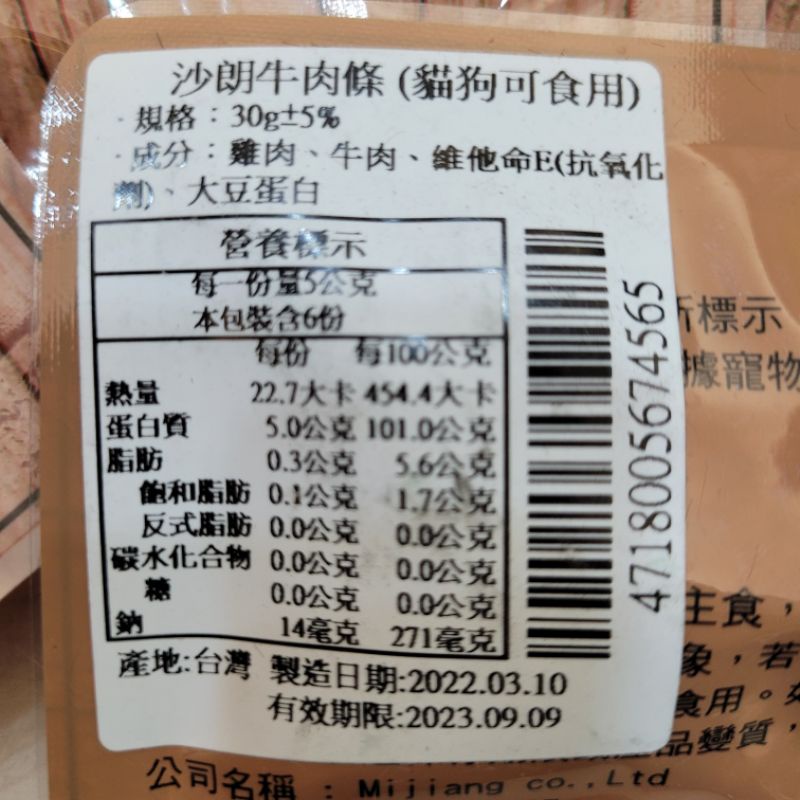 沙朗牛肉條 (貓狗可食用)
· 規格：30g±5%
· 成分：雞肉、牛肉、維他命E(抗氧化
劑)、大豆蛋白
營養標示
每一份量5公克
本包裝含6份
每份 每100公克
熱量 22.7大卡 454.4大卡
蛋白質 5.0公克 101.0公克
脂肪 0.3公克 5.6公克
飽和脂肪 0.1公克 1.7公克
反式脂肪 0.0公克 0.0公克
碳水化合物 0.0公克 0.0公克
糖 0.0公克 0.0公克
鈉 14毫克 271毫克
4718005674565
產地:台灣 製造日期:2022.03.10
有效期限:2023.09.09
所標示
據寵物
主食，
象，若
食用。
品變質，
公司名稱：Mijiang co.,Ltd